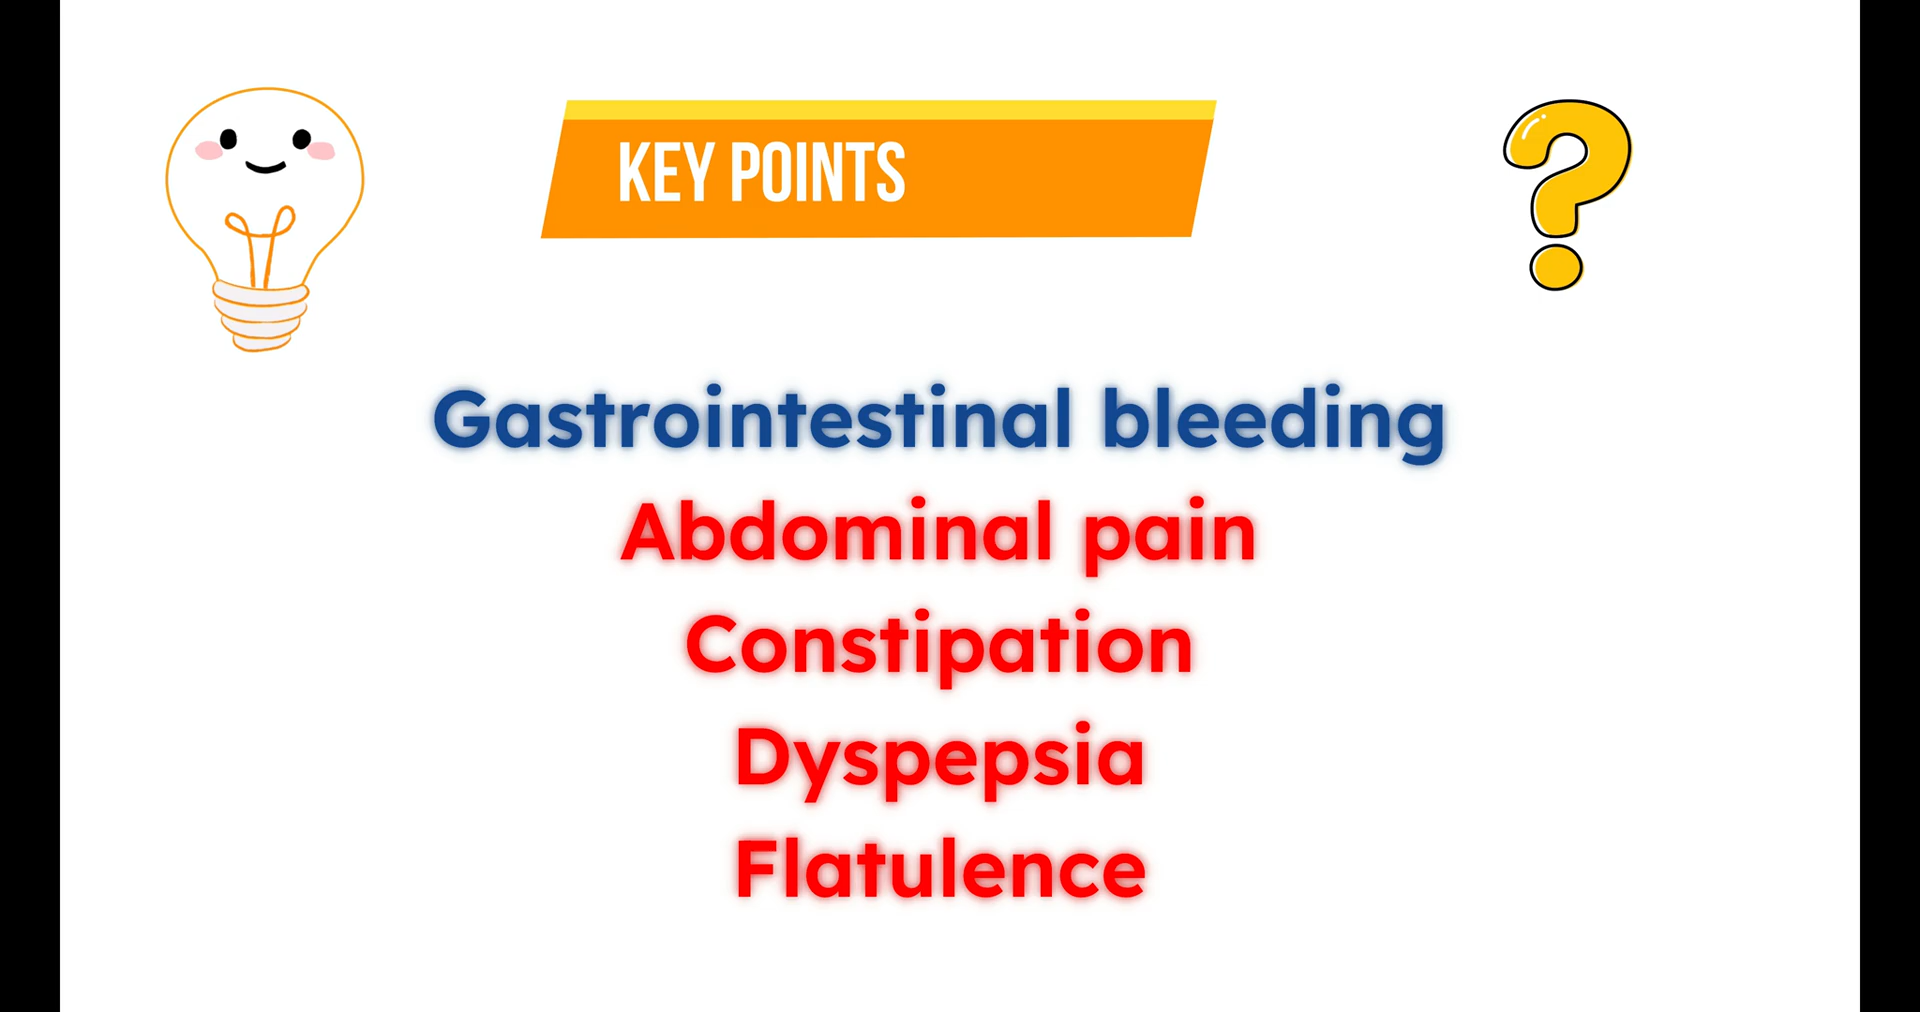 KEY POINTS
Gastrointestinal bleeding
Abdominal pain
Constipation
Dyspepsia
Flatulence